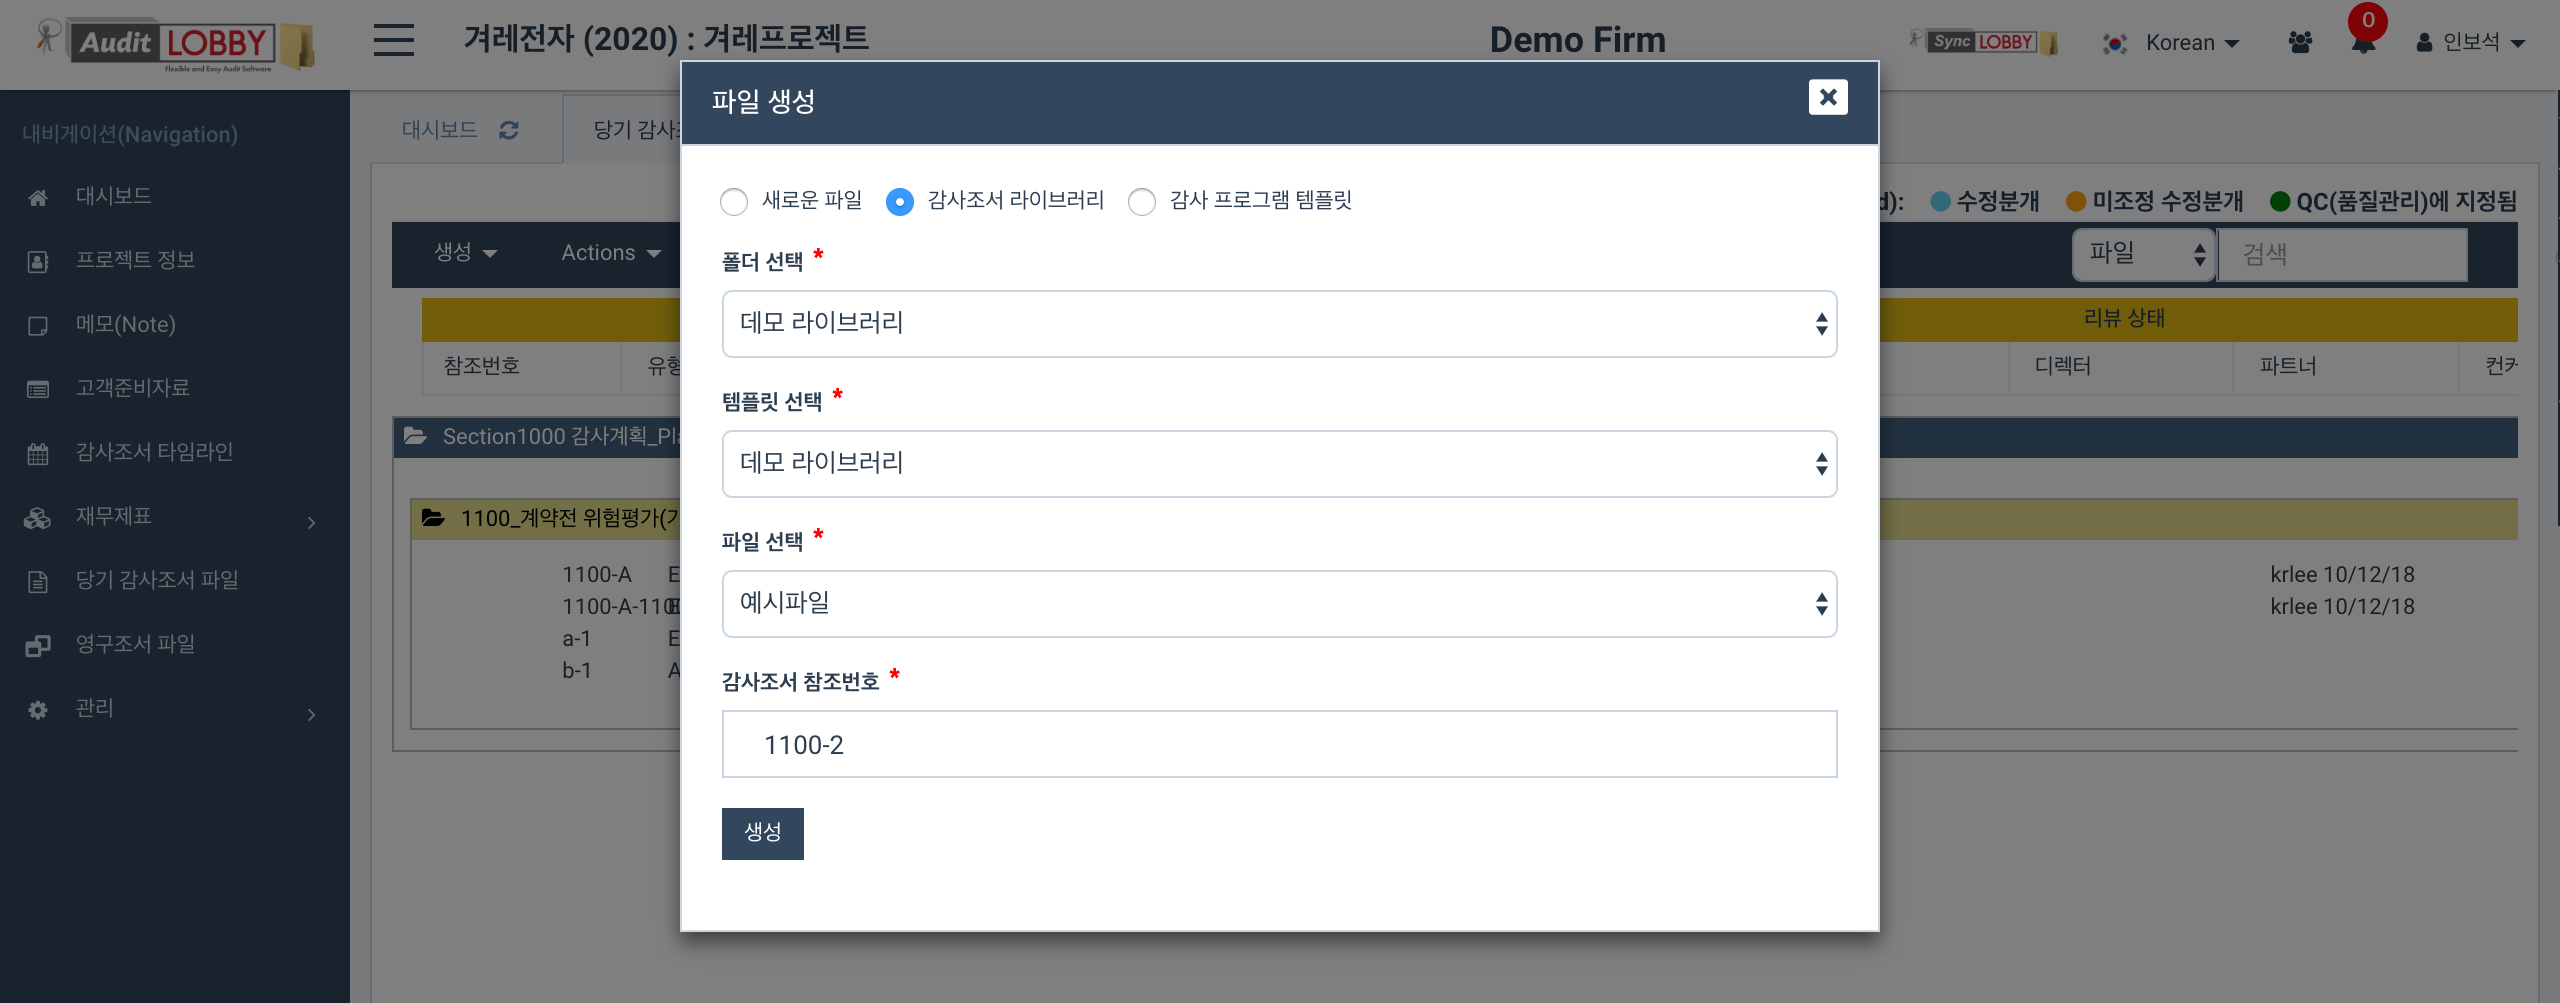 Audit LOBBY
Flexible and Easy Audit Software
겨레전자 (2020) : 겨레프로젝트
Demo Firm
Sync LOBBY
Korean
0
인보석
내비게이션(Navigation)
대시보드
프로젝트 정보
메모(Note)
고객준비자료
감사조서 타임라인
재무제표
당기 감사조서 파일
영구조서 파일
관리
대시보드
당기 감사조
d):
수정분개
미조정 수정분개
QC(품질관리)에 지정됨
생성
Actions
파일
검색
리뷰 상태
참조번호
유형
디렉터
파트너
컨커
Section1000 감사계획_Pla
1100_계약전 위험평가(기
1100-A E
krlee 10/12/18
1100-A-1100
krlee 10/12/18
a-1 E
b-1 A
파일 생성
새로운 파일
감사조서 라이브러리
감사 프로그램 템플릿
폴더 선택 *
데모 라이브러리
템플릿 선택 *
데모 라이브러리
파일 선택 *
예시파일
감사조서 참조번호 *
1100-2
생성